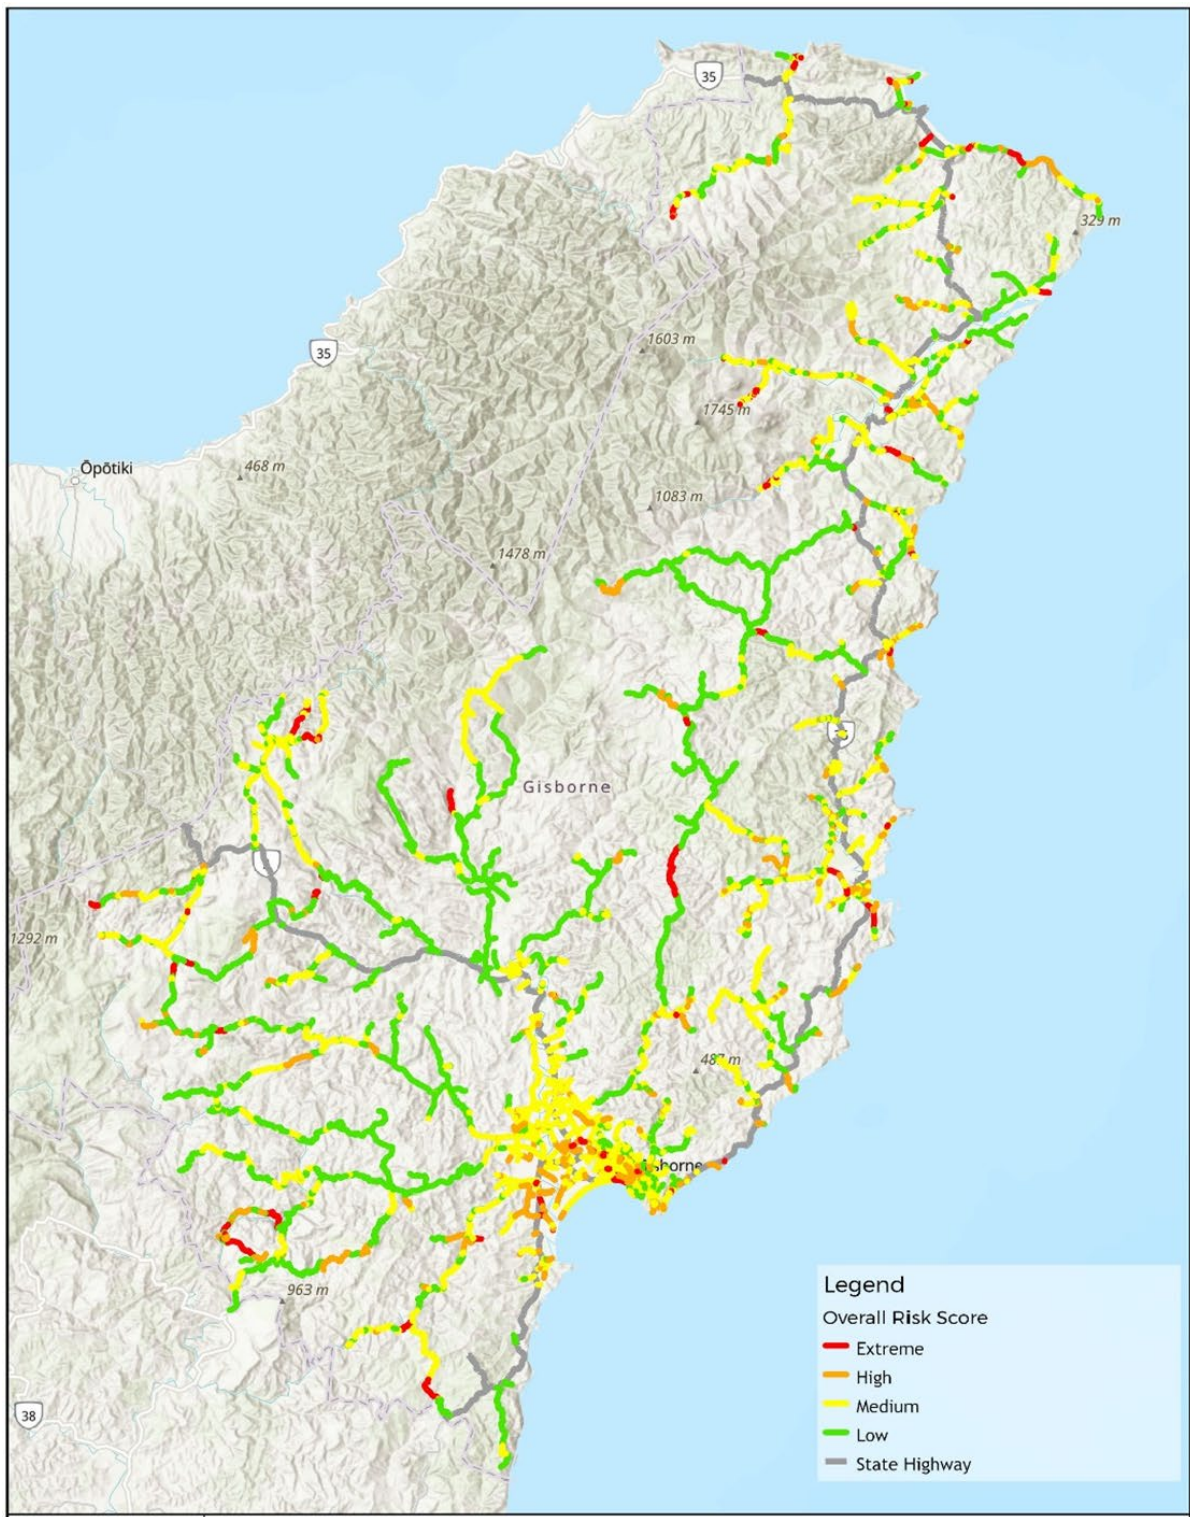 35
329 m
35
1603 m
1745 m
Ōpōtiki
468 m
1083 m
1478 m
Gisborne
1292 m
487 m
963 m
38
Legend
Overall Risk Score
Extreme
High
Medium
Low
State Highway